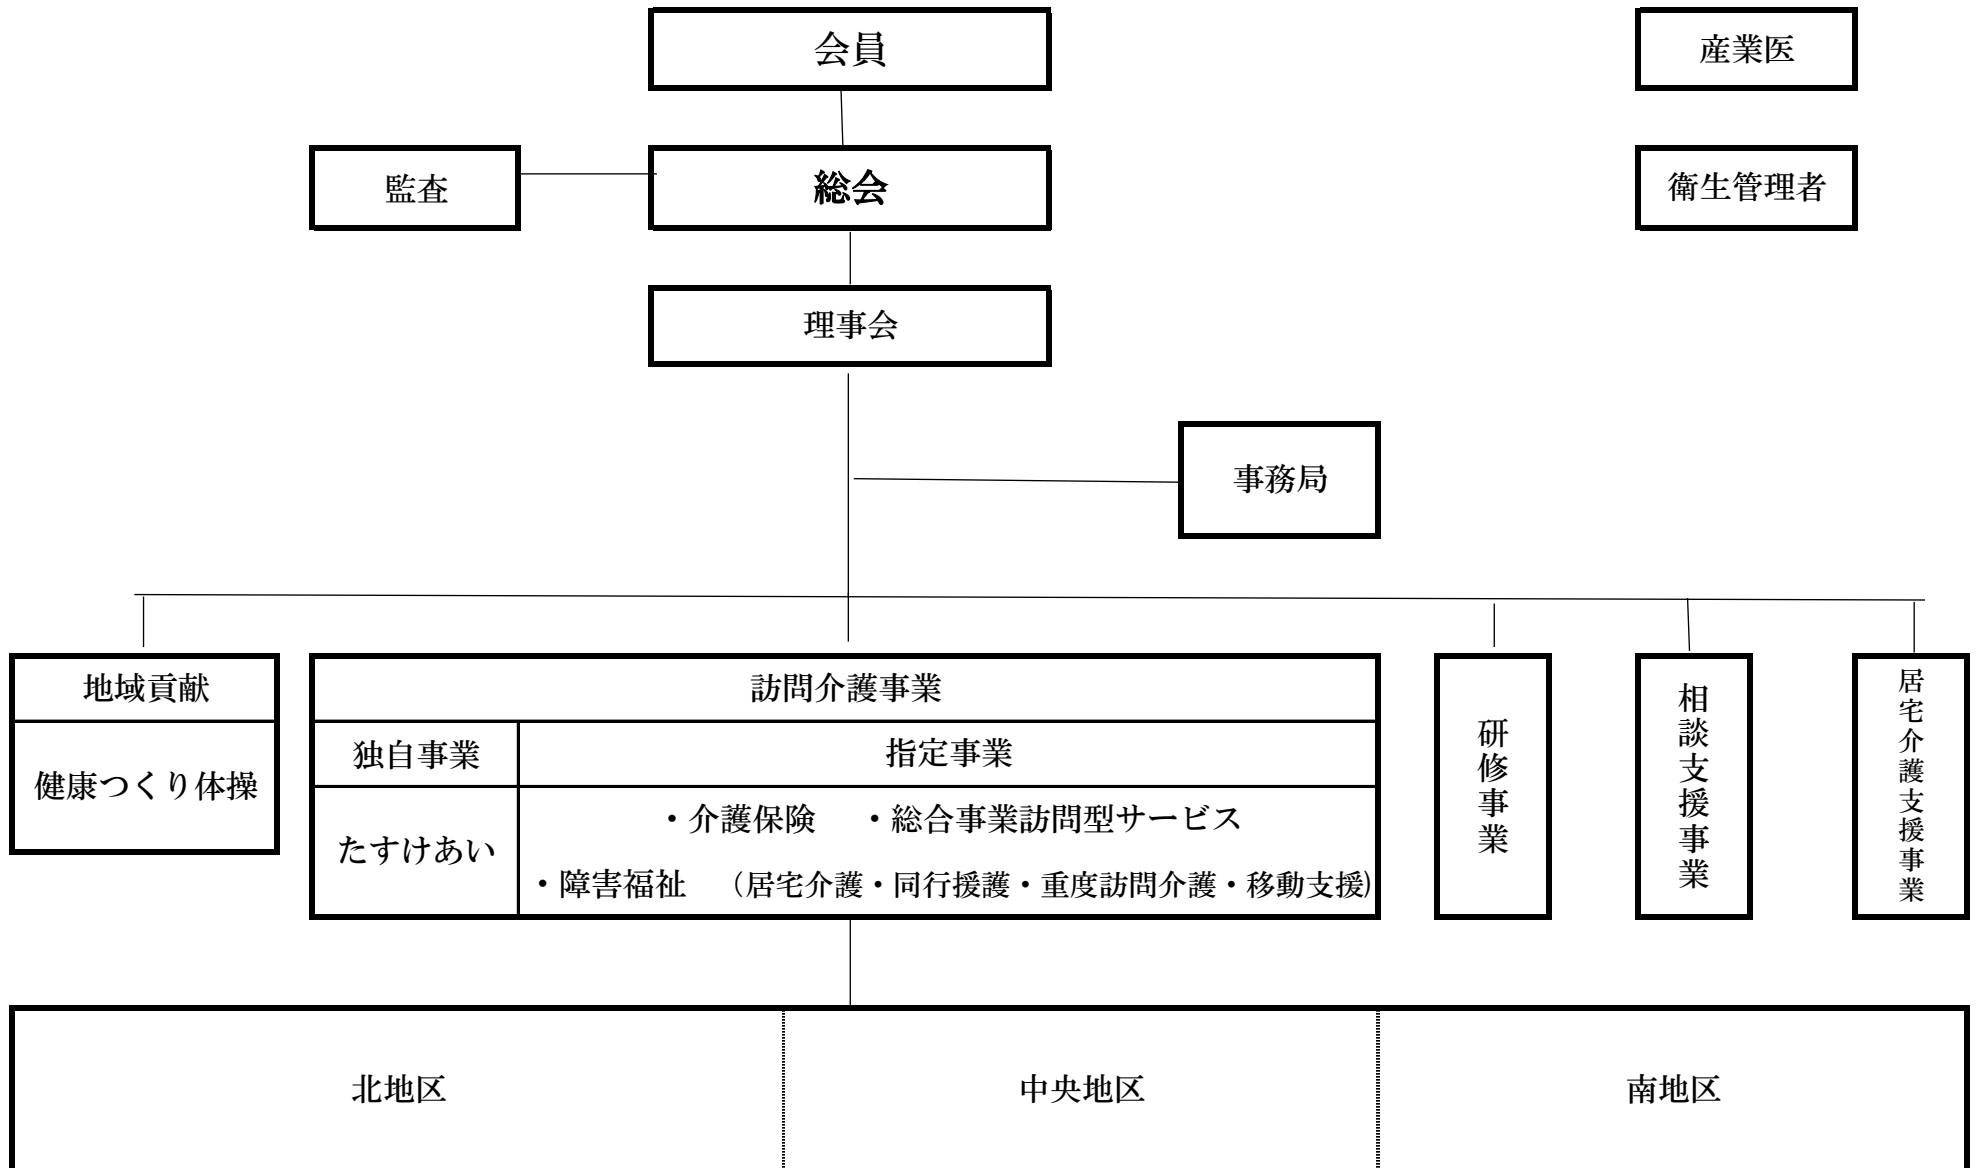 会員
産業医
監査
総会
衛生管理者
理事会
事務局
地域貢献
健康つくり体操
訪問介護事業
独自事業
指定事業
たすけあい
・介護保険　・総合事業訪問型サービス
・障害福祉　（居宅介護・同行援護・重度訪問介護・移動支援)
研修事業
相談支援事業
居宅介護支援事業
北地区
中央地区
南地区